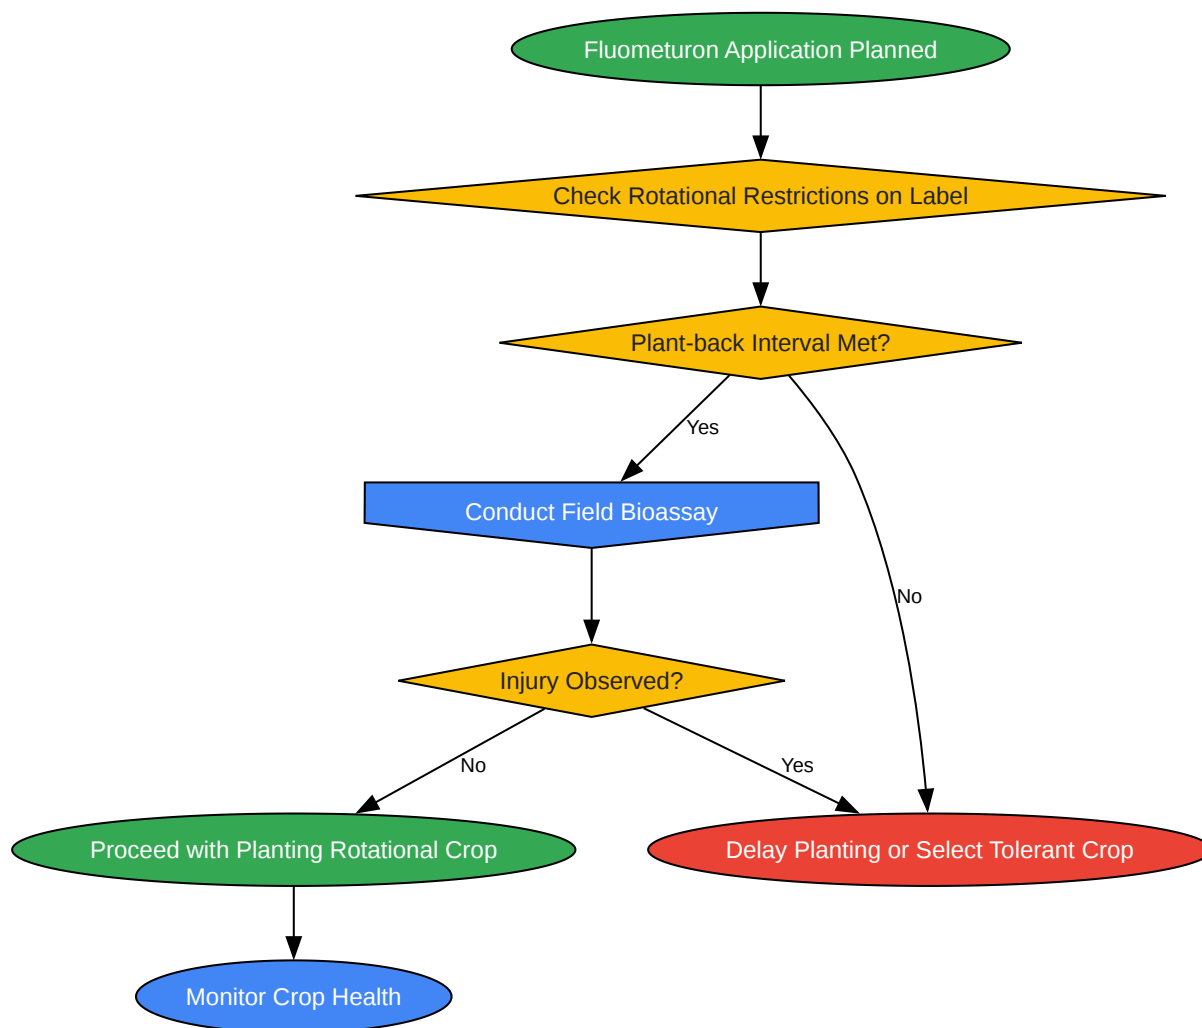 Fluometuron Application Planned
Check Rotational Restrictions on Label
Plant-back Interval Met?
Yes
Conduct Field Bioassay
No
Injury Observed?
No
Yes
Proceed with Planting Rotational Crop
Delay Planting or Select Tolerant Crop
Monitor Crop Health